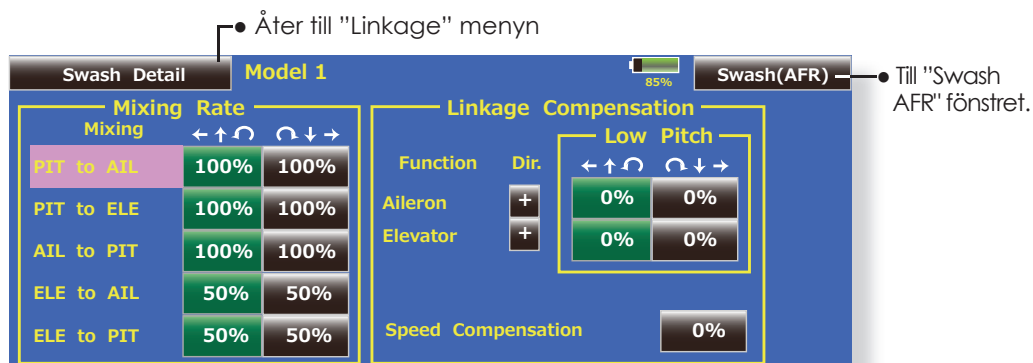 Åter till ”Linkage” menyn
Swash Detail
Model 1
85%
Swash(AFR)
Till ”Swash
AFR” fönstret.
Mixing Rate
Mixing ←↑↶ ↷↓→
PIT to AIL 100% 100%
PIT to ELE 100% 100%
AIL to PIT 100% 100%
ELE to AIL 50% 50%
ELE to PIT 50% 50%
Linkage Compensation
Low Pitch
Function Dir. ←↑↶ ↷↓→
Aileron + 0% 0%
Elevator + 0% 0%
Speed Compensation 0%